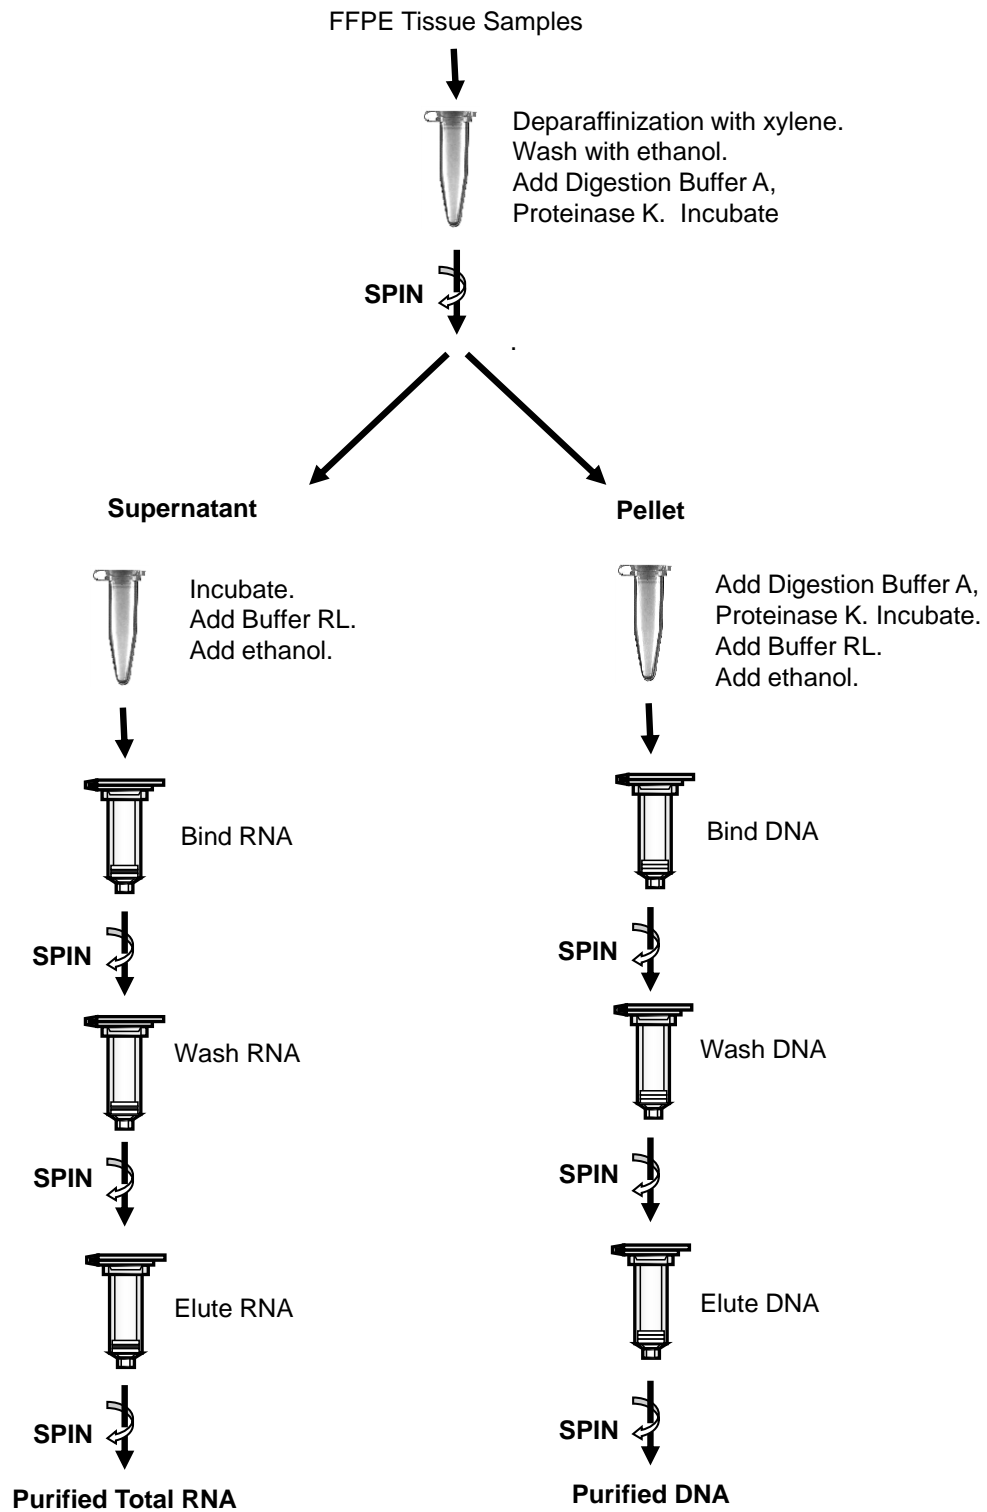 FFPE Tissue Samples
Deparaffinization with xylene.
Wash with ethanol.
Add Digestion Buffer A,
Proteinase K.  Incubate
SPIN
.
Supernatant
Incubate.
Add Buffer RL.
Add ethanol.
Bind RNA
SPIN
Wash RNA
SPIN
Elute RNA
SPIN
Purified Total RNA
Pellet
Add Digestion Buffer A,
Proteinase K. Incubate.
Add Buffer RL.
Add ethanol.
Bind DNA
SPIN
Wash DNA
SPIN
Elute DNA
SPIN
Purified DNA